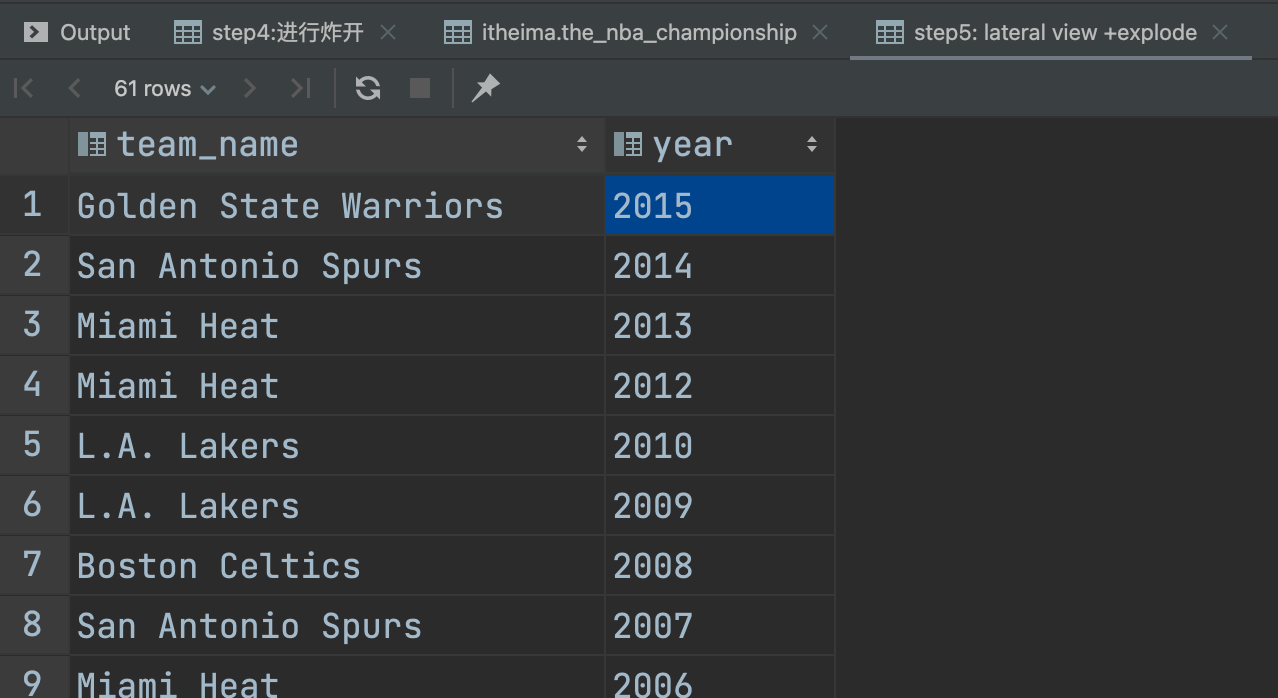 Output step4:进行炸开 itheima.the_nba_championship step5: lateral view +explode
61 rows
team_name year
1 Golden State Warriors 2015
2 San Antonio Spurs 2014
3 Miami Heat 2013
4 Miami Heat 2012
5 L.A. Lakers 2010
6 L.A. Lakers 2009
7 Boston Celtics 2008
8 San Antonio Spurs 2007
9 Miami Heat 2006